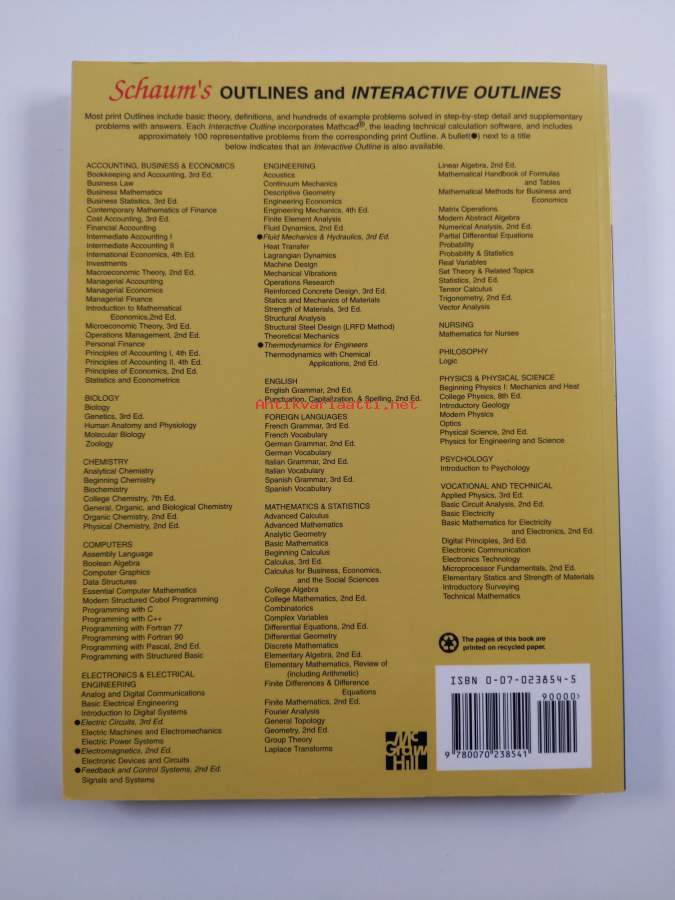 Schaum's OUTLINES and INTERACTIVE OUTLINES
Most print Outlines include basic theory, definitions, and hundreds of example problems solved in step-by-step detail and supplementary
problems with answers. Each Interactive Outline incorporates Mathcad®, the leading technical calculation software, and includes
approximately 100 representative problems from the corresponding print Outline. A bullet(●) next to a title
below indicates that an Interactive Outline is also available.
ACCOUNTING, BUSINESS & ECONOMICS
Bookkeeping and Accounting, 3rd Ed.
Business Law
Business Mathematics
Business Statistics, 3rd Ed.
Contemporary Mathematics of Finance
Cost Accounting, 3rd Ed.
Financial Accounting
Intermediate Accounting I
Intermediate Accounting II
International Economics, 4th Ed.
Investments
Macroeconomic Theory, 2nd Ed.
Managerial Accounting
Managerial Economics
Managerial Finance
Introduction to Mathematical
Economics,2nd Ed.
Microeconomic Theory, 3rd Ed.
Operations Management, 2nd Ed.
Personal Finance
Principles of Accounting I, 4th Ed.
Principles of Accounting II, 4th Ed.
Principles of Economics, 2nd Ed.
Statistics and Econometrics
BIOLOGY
Biology
Genetics, 3rd Ed.
Human Anatomy and Physiology
Molecular Biology
Zoology
CHEMISTRY
Analytical Chemistry
Beginning Chemistry
Biochemistry
College Chemistry, 7th Ed.
General, Organic, and Biological Chemistry
Organic Chemistry, 2nd Ed.
Physical Chemistry, 2nd Ed.
COMPUTERS
Assembly Language
Boolean Algebra
Computer Graphics
Data Structures
Essential Computer Mathematics
Modern Structured Cobol Programming
Programming with C
Programming with C++
Programming with Fortran 77
Programming with Fortran 90
Programming with Pascal, 2nd Ed.
Programming with Structured Basic
ELECTRONICS & ELECTRICAL
ENGINEERING
Analog and Digital Communications
Basic Electrical Engineering
Introduction to Digital Systems
●Electric Circuits, 3rd Ed.
Electric Machines and Electromechanics
Electric Power Systems
●Electromagnetics, 2nd Ed.
Electronic Devices and Circuits
●Feedback and Control Systems, 2nd Ed.
Signals and Systems
ENGINEERING
Acoustics
Continuum Mechanics
Descriptive Geometry
Engineering Economics
Engineering Mechanics, 4th Ed.
Finite Element Analysis
Fluid Dynamics, 2nd Ed.
●Fluid Mechanics & Hydraulics, 3rd Ed.
Heat Transfer
Lagrangian Dynamics
Machine Design
Mechanical Vibrations
Operations Research
Reinforced Concrete Design, 3rd Ed.
Statics and Mechanics of Materials
Strength of Materials, 3rd Ed.
Structural Analysis
Structural Steel Design (LRFD Method)
Theoretical Mechanics
●Thermodynamics for Engineers
Thermodynamics with Chemical
Applications, 2nd Ed.
ENGLISH
English Grammar, 2nd Ed.
Punctuation, Capitalization, & Spelling, 2nd Ed.
Antikvariaatti.net
FOREIGN LANGUAGES
French Grammar, 3rd Ed.
French Vocabulary
German Grammar, 2nd Ed.
German Vocabulary
Italian Grammar, 2nd Ed.
Italian Vocabulary
Spanish Grammar, 3rd Ed.
Spanish Vocabulary
MATHEMATICS & STATISTICS
Advanced Calculus
Advanced Mathematics
Analytic Geometry
Basic Mathematics
Beginning Calculus
Calculus, 3rd Ed.
Calculus for Business, Economics,
and the Social Sciences
College Algebra
College Mathematics, 2nd Ed.
Combinatorics
Complex Variables
Differential Equations, 2nd Ed.
Differential Geometry
Discrete Mathematics
Elementary Algebra, 2nd Ed.
Elementary Mathematics, Review of
(including Arithmetic)
Finite Differences & Difference
Equations
Finite Mathematics, 2nd Ed.
Fourier Analysis
General Topology
Geometry, 2nd Ed.
Group Theory
Laplace Transforms
Linear Algebra, 2nd Ed.
Mathematical Handbook of Formulas
and Tables
Mathematical Methods for Business and
Economics
Matrix Operations
Modern Abstract Algebra
Numerical Analysis, 2nd Ed.
Partial Differential Equations
Probability
Probability & Statistics
Real Variables
Set Theory & Related Topics
Statistics, 2nd Ed.
Tensor Calculus
Trigonometry, 2nd Ed.
Vector Analysis
NURSING
Mathematics for Nurses
PHILOSOPHY
Logic
PHYSICS & PHYSICAL SCIENCE
Beginning Physics I: Mechanics and Heat
College Physics, 8th Ed.
Introductory Geology
Modern Physics
Optics
Physical Science, 2nd Ed.
Physics for Engineering and Science
PSYCHOLOGY
Introduction to Psychology
VOCATIONAL AND TECHNICAL
Applied Physics, 3rd Ed.
Basic Circuit Analysis, 2nd Ed.
Basic Electricity
Basic Mathematics for Electricity
and Electronics, 2nd Ed.
Digital Principles, 3rd Ed.
Electronic Communication
Electronics Technology
Microprocessor Fundamentals, 2nd Ed.
Elementary Statics and Strength of Materials
Introductory Surveying
Technical Mathematics
The pages of this book are
printed on recycled paper.
Mc
Graw
Hill
ISBN 0-07-023854-5
90000
9 780070 238541